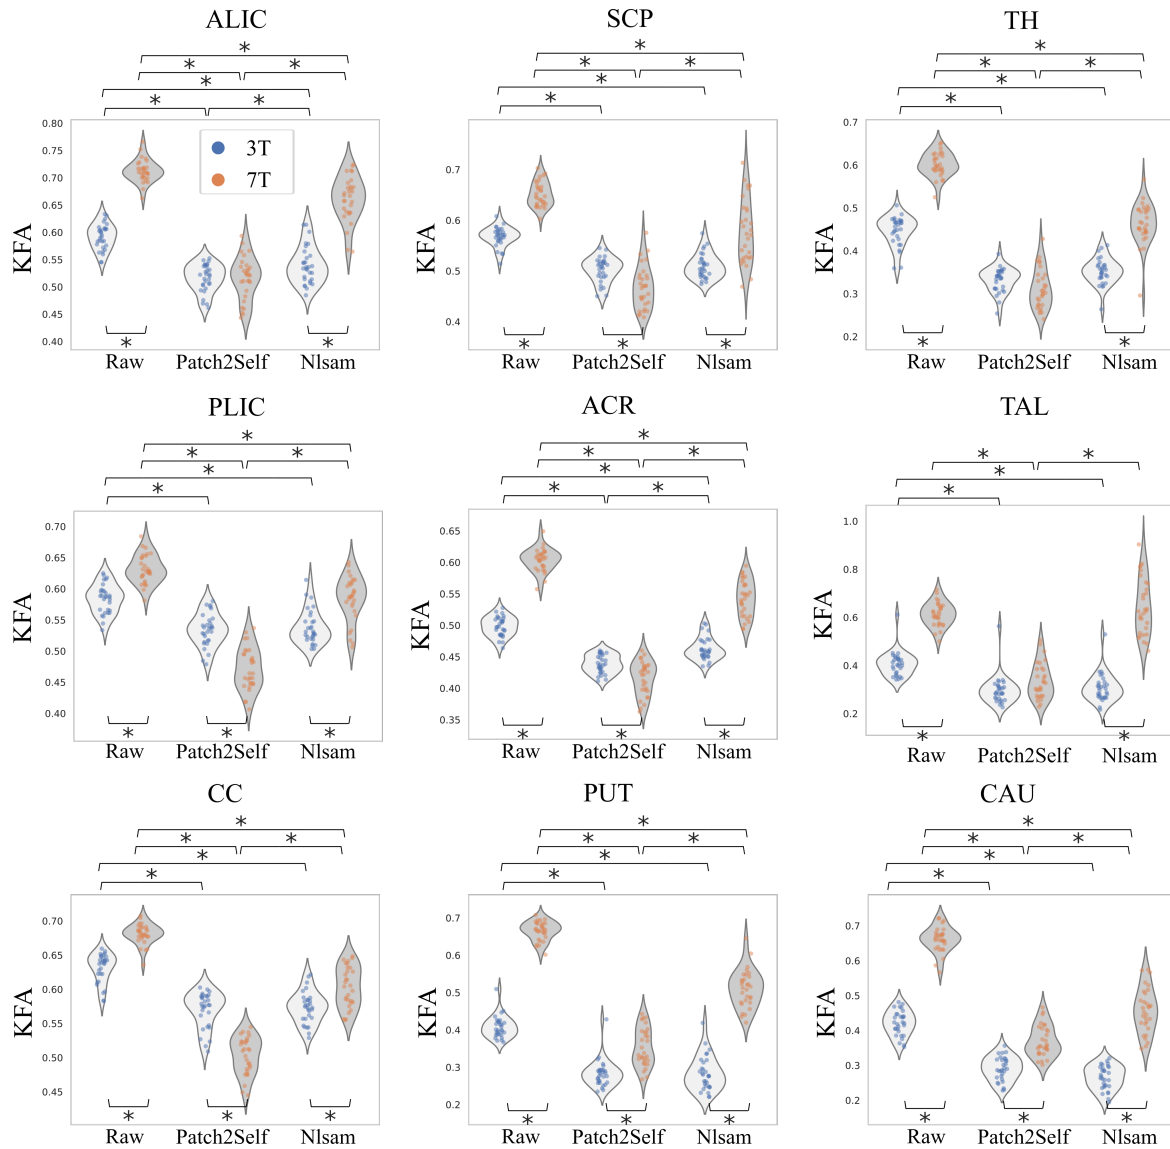 ALIC
SCP
TH
* * * * * *
* * * * *
* * * * *
KFA
0.80
0.75
0.70
0.65
0.60
0.55
0.50
0.45
0.40
3T
7T
* *
Raw Patch2Self Nlsam
KFA
0.7
0.6
0.5
0.4
* * *
Raw Patch2Self Nlsam
KFA
0.7
0.6
0.5
0.4
0.3
0.2
* *
Raw Patch2Self Nlsam
PLIC
ACR
TAL
* * * * *
* * * * * *
* * * *
KFA
0.70
0.65
0.60
0.55
0.50
0.45
0.40
* * *
Raw Patch2Self Nlsam
KFA
0.65
0.60
0.55
0.50
0.45
0.40
0.35
* * *
Raw Patch2Self Nlsam
KFA
1.0
0.8
0.6
0.4
0.2
* *
Raw Patch2Self Nlsam
CC
PUT
CAU
* * * * *
* * * * *
* * * * *
KFA
0.70
0.65
0.60
0.55
0.50
0.45
* * *
Raw Patch2Self Nlsam
KFA
0.7
0.6
0.5
0.4
0.3
0.2
* * *
Raw Patch2Self Nlsam
KFA
0.7
0.6
0.5
0.4
0.3
0.2
* * *
Raw Patch2Self Nlsam